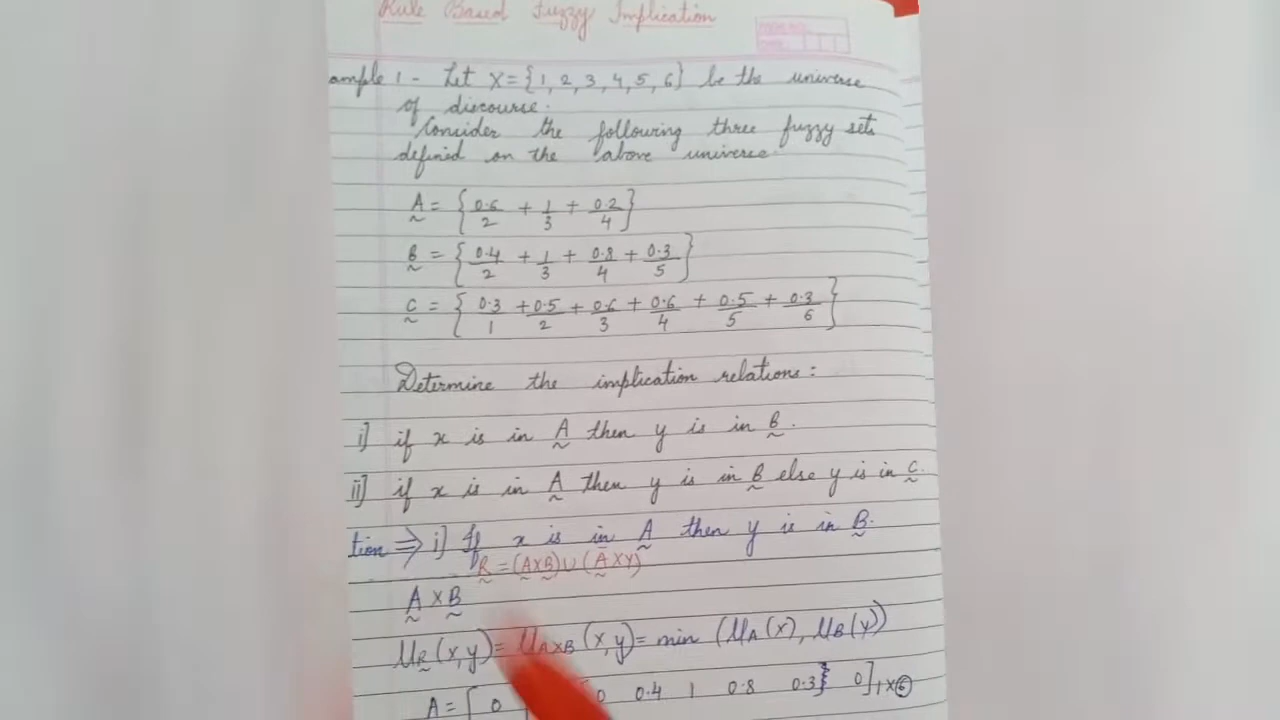 Rule Based Fuzzy Implication
ample 1 - Let X = {1, 2, 3, 4, 5, 6} be the universe
of discourse.
Consider the following three fuzzy sets
defined on the above universe.
A = {0.6/2 + 1/3 + 0.2/4}
B = {0.4/2 + 1/3 + 0.8/4 + 0.3/5}
C = {0.3/1 + 0.5/2 + 0.6/3 + 0.6/4 + 0.5/5 + 0.3/6}
Determine the implication relations:
i] if x is in A then y is in B.
ii] if x is in A then y is in B else y is in C.
tion ⇒ i] If x is in A then y is in B.
R = (A×B) ∪ (A̅×Y)
A × B
μR(x,y) = μA×B(x,y) = min (μA(x), μB(y))
A = [ 0 0 0.4 1 0.8 0.3 0]1×6